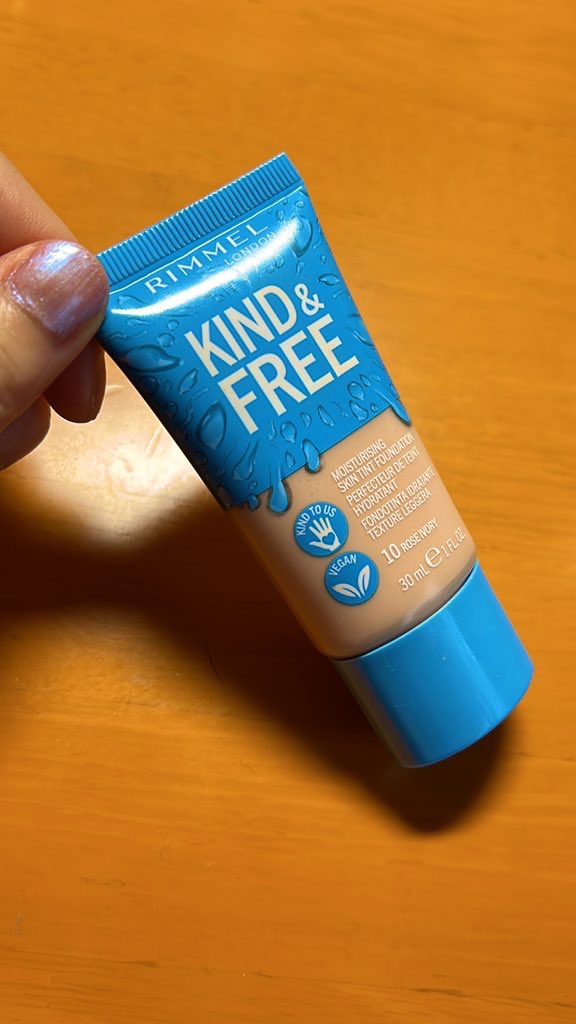 RIMMEL
LONDON
KIND &
FREE
MOISTURISING
SKIN TINT FOUNDATION
PERFECTEUR DE TEINT
HYDRATANT
FONDOTINTA IDRATANTE
TEXTURE LEGGERA
KIND TO US
VEGAN
10 ROSE IVORY
30 mL ℮ 1 FL OZ